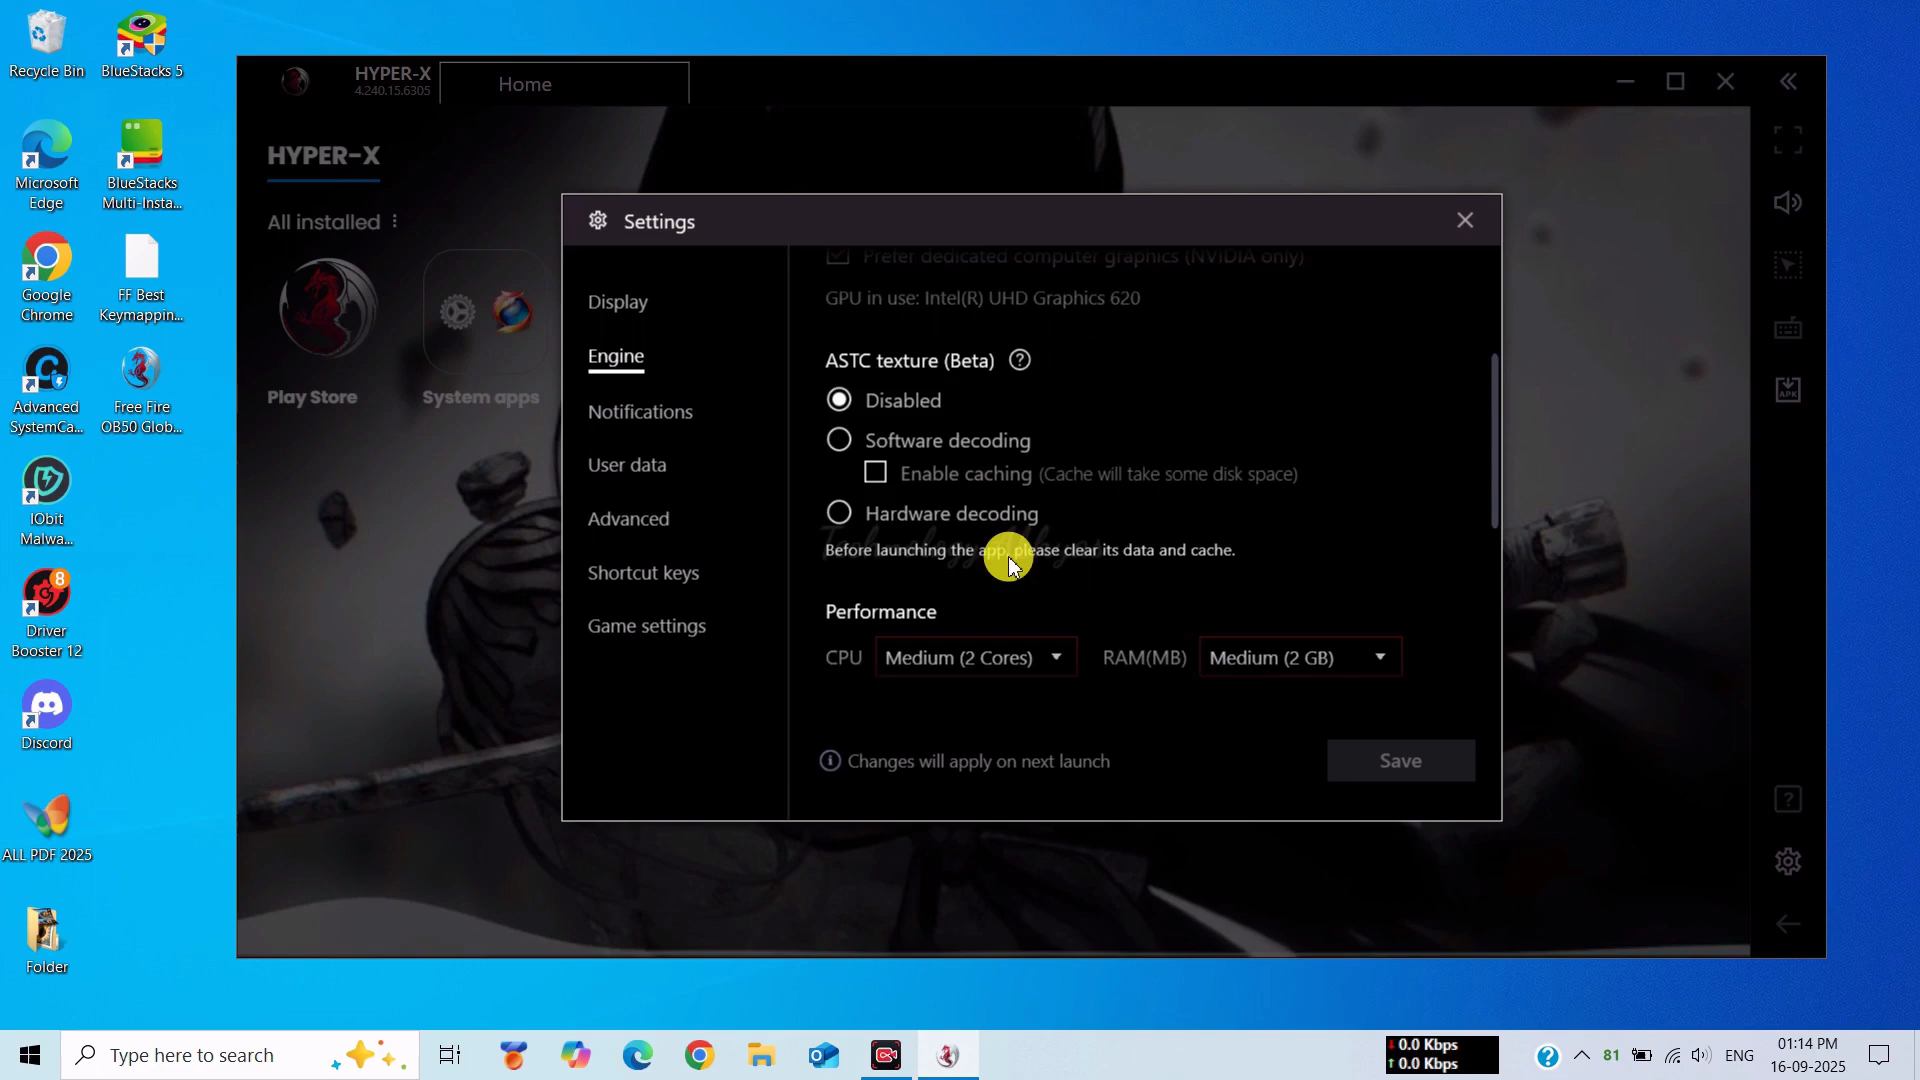 Recycle Bin
BlueStacks 5
Microsoft
Edge
BlueStacks
Multi-Insta...
Google
Chrome
FF Best
Keymappin...
Advanced
SystemCa...
Free Fire
OB50 Glob...
IObit
Malwa...
8
Driver
Booster 12
Discord
ALL PDF 2025
Folder
HYPER-X
4.240.15.6305
Home
HYPER-X
All installed
Play Store
System apps
Settings
Display
Engine
Notifications
User data
Advanced
Shortcut keys
Game settings
Prefer dedicated computer graphics (NVIDIA only)
GPU in use: Intel(R) UHD Graphics 620
ASTC texture (Beta) ?
Disabled
Software decoding
Enable caching (Cache will take some disk space)
Hardware decoding
Before launching the app, please clear its data and cache.
Performance
CPU Medium (2 Cores) RAM(MB) Medium (2 GB)
Changes will apply on next launch
Save
APK
?
Type here to search
0.0 Kbps
0.0 Kbps
?
81
ENG
01:14 PM
16-09-2025